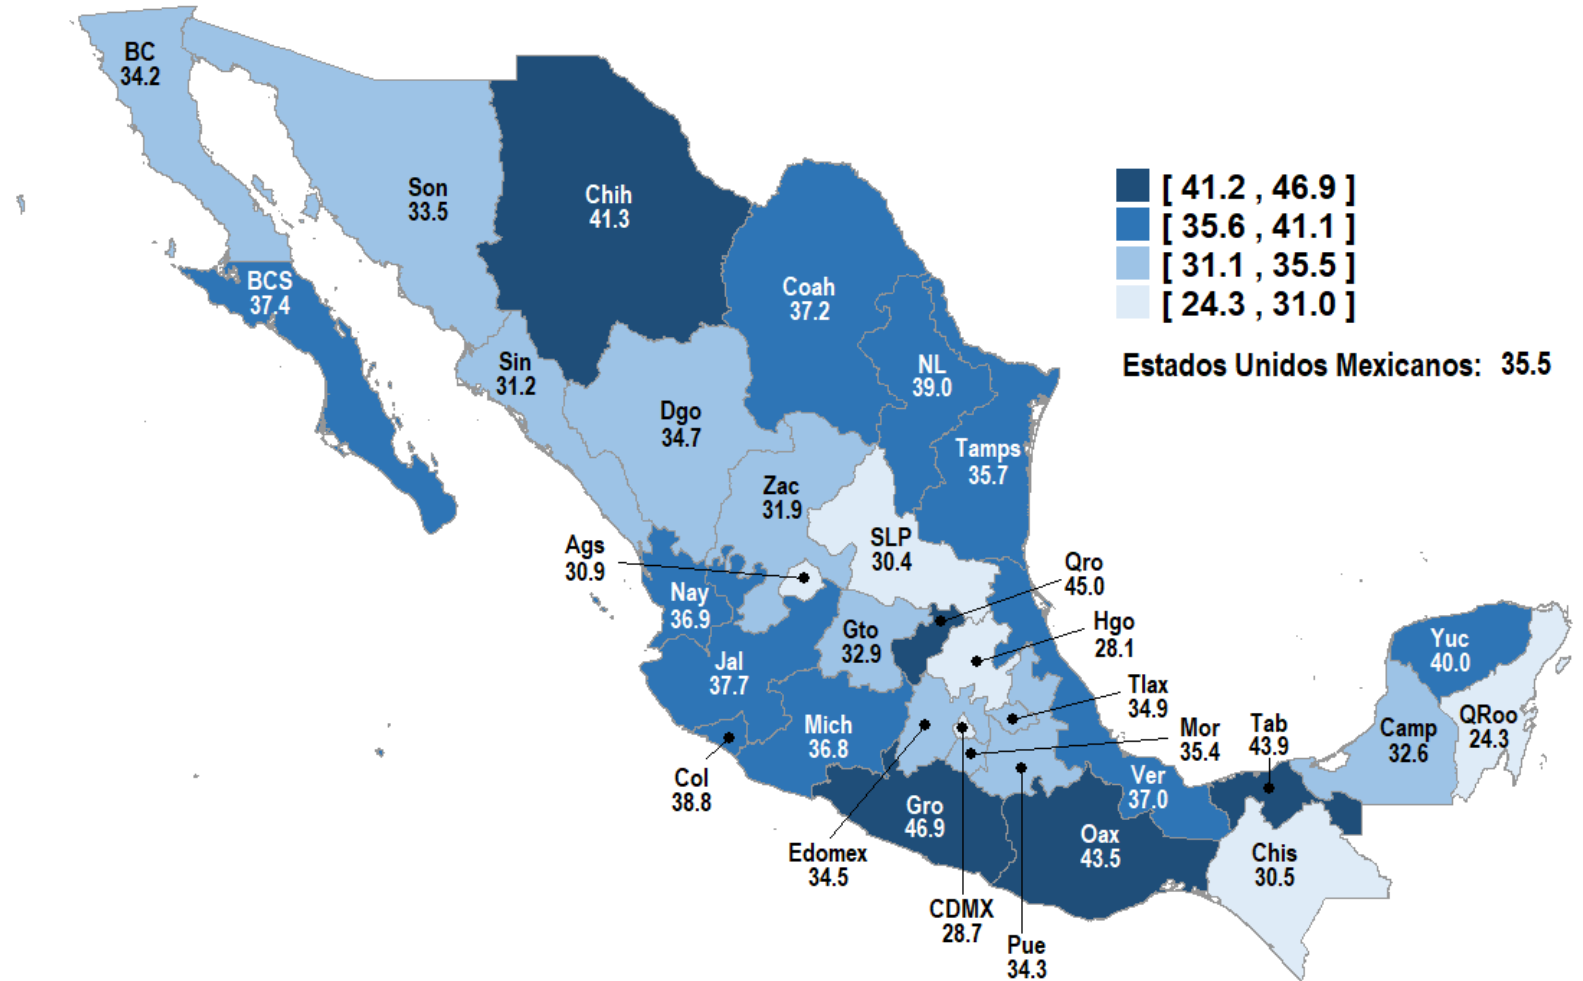 BC
34.2
Son
33.5
Chih
41.3
[ 41.2 , 46.9 ]
[ 35.6 , 41.1 ]
[ 31.1 , 35.5 ]
[ 24.3 , 31.0 ]
Estados Unidos Mexicanos: 35.5
BCS
37.4
Coah
37.2
Sin
31.2
NL
39.0
Dgo
34.7
Tamps
35.7
Zac
31.9
SLP
30.4
Ags
30.9
Qro
45.0
Nay
36.9
Hgo
28.1
Gto
32.9
Yuc
40.0
Jal
37.7
Tlax
34.9
Mich
36.8
Mor
35.4
Tab
43.9
QRoo
24.3
Camp
32.6
Col
38.8
Ver
37.0
Gro
46.9
Oax
43.5
Edomex
34.5
Chis
30.5
CDMX
28.7
Pue
34.3